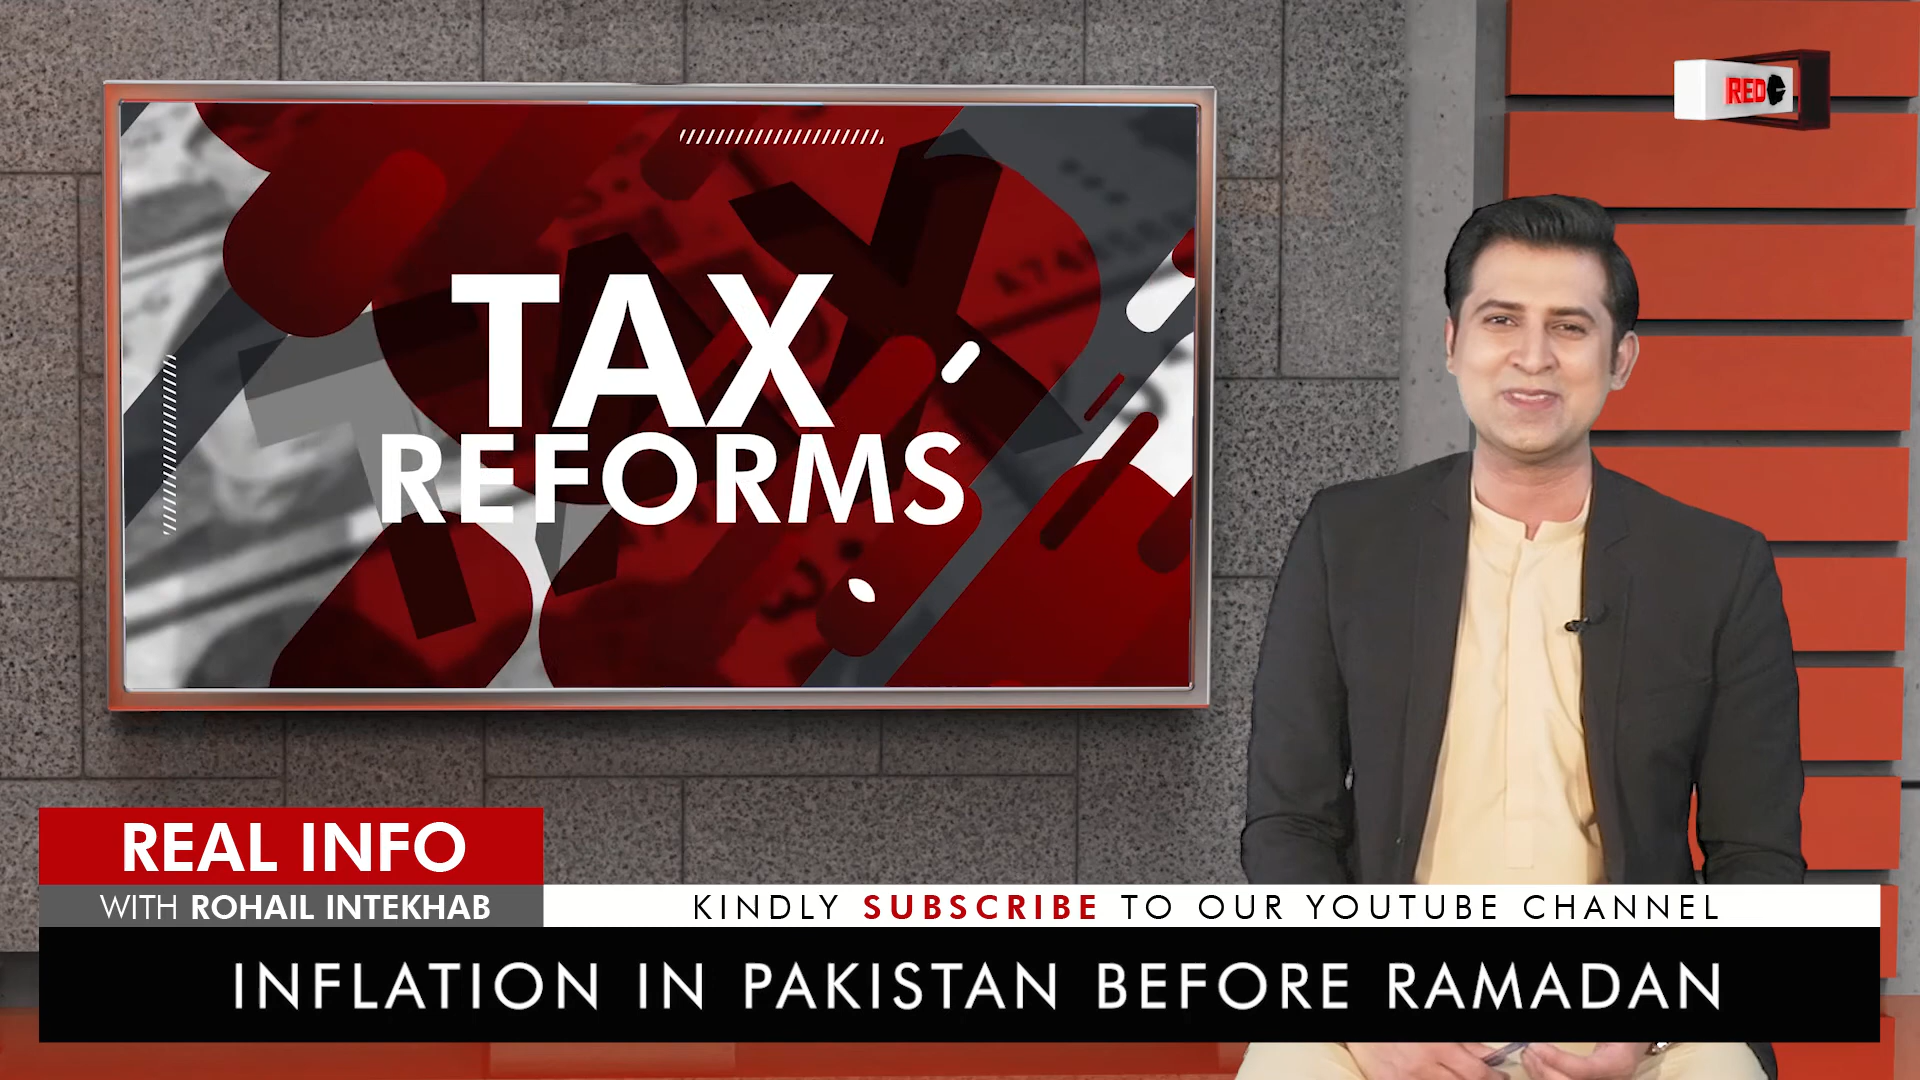 RED
TAX
REFORMS
REAL INFO
WITH ROHAIL INTEKHAB
KINDLY SUBSCRIBE TO OUR YOUTUBE CHANNEL
INFLATION IN PAKISTAN BEFORE RAMADAN